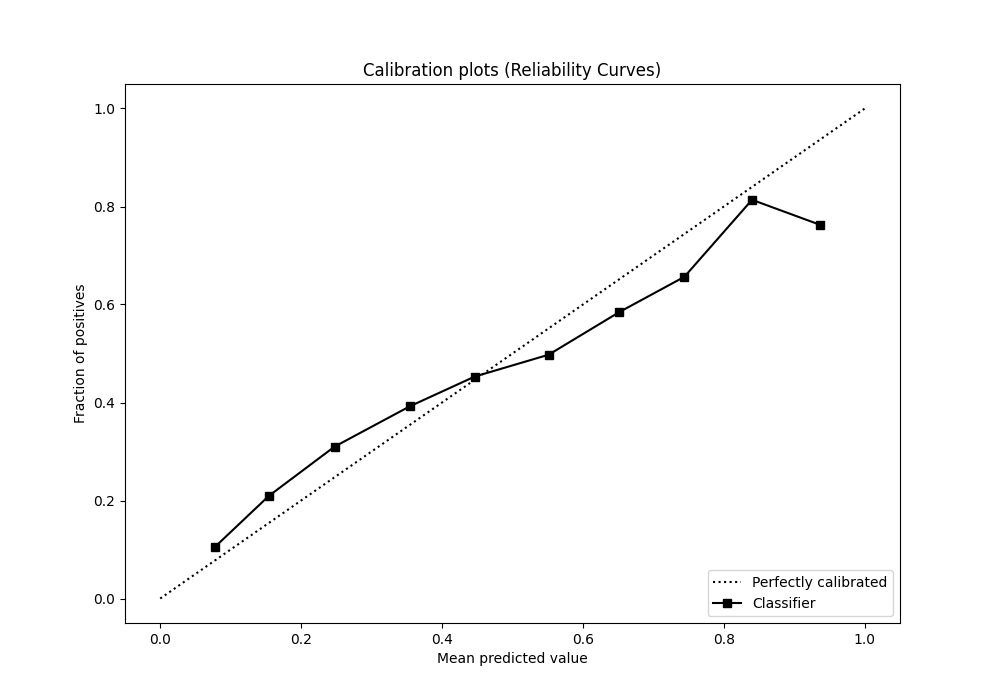 Calibration plots (Reliability Curves)
1.0
0.8
0.6
0.4
0.2
0.0
Fraction of positives
0.0 0.2 0.4 0.6 0.8 1.0
Mean predicted value
Perfectly calibrated
Classifier